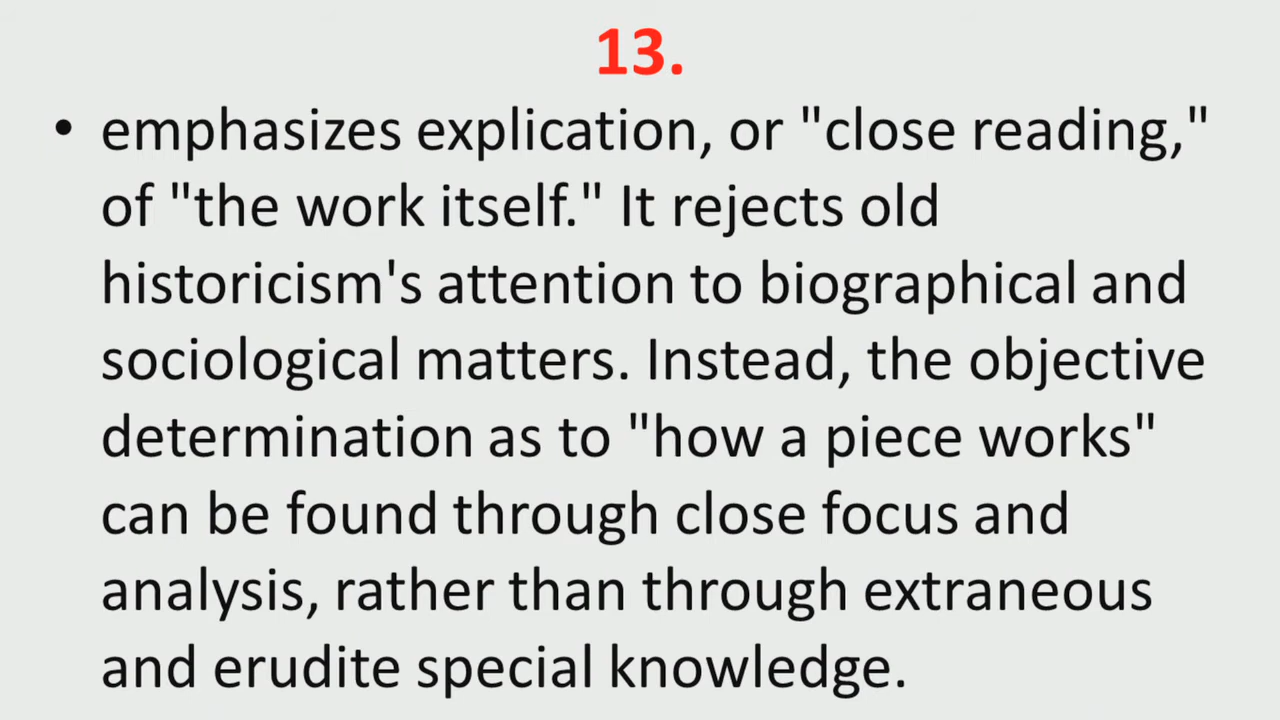 13.
• emphasizes explication, or "close reading,"
of "the work itself." It rejects old
historicism's attention to biographical and
sociological matters. Instead, the objective
determination as to "how a piece works"
can be found through close focus and
analysis, rather than through extraneous
and erudite special knowledge.